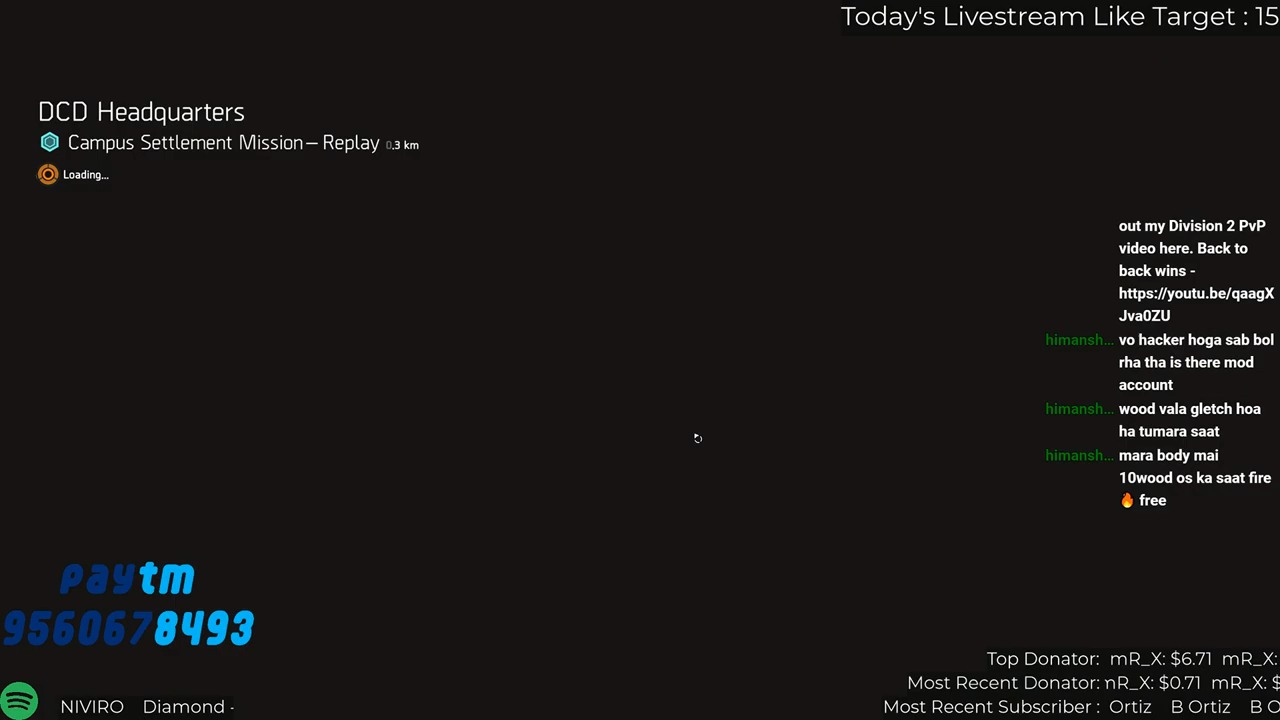 Today's Livestream Like Target : 15
DCD Headquarters
Campus Settlement Mission – Replay 0.3 km
Loading...
out my Division 2 PvP
video here. Back to
back wins -
https://youtu.be/qaagX
Jva0ZU
himansh... vo hacker hoga sab bol
rha tha is there mod
account
himansh... wood vala gletch hoa
ha tumara saat
himansh... mara body mai
10wood os ka saat fire
🔥 free
paytm
9560678493
Top Donator: mR_X: $6.71 mR_X:
Most Recent Donator: mR_X: $0.71 mR_X: $
Most Recent Subscriber : Ortiz B Ortiz B O
NIVIRO Diamond -